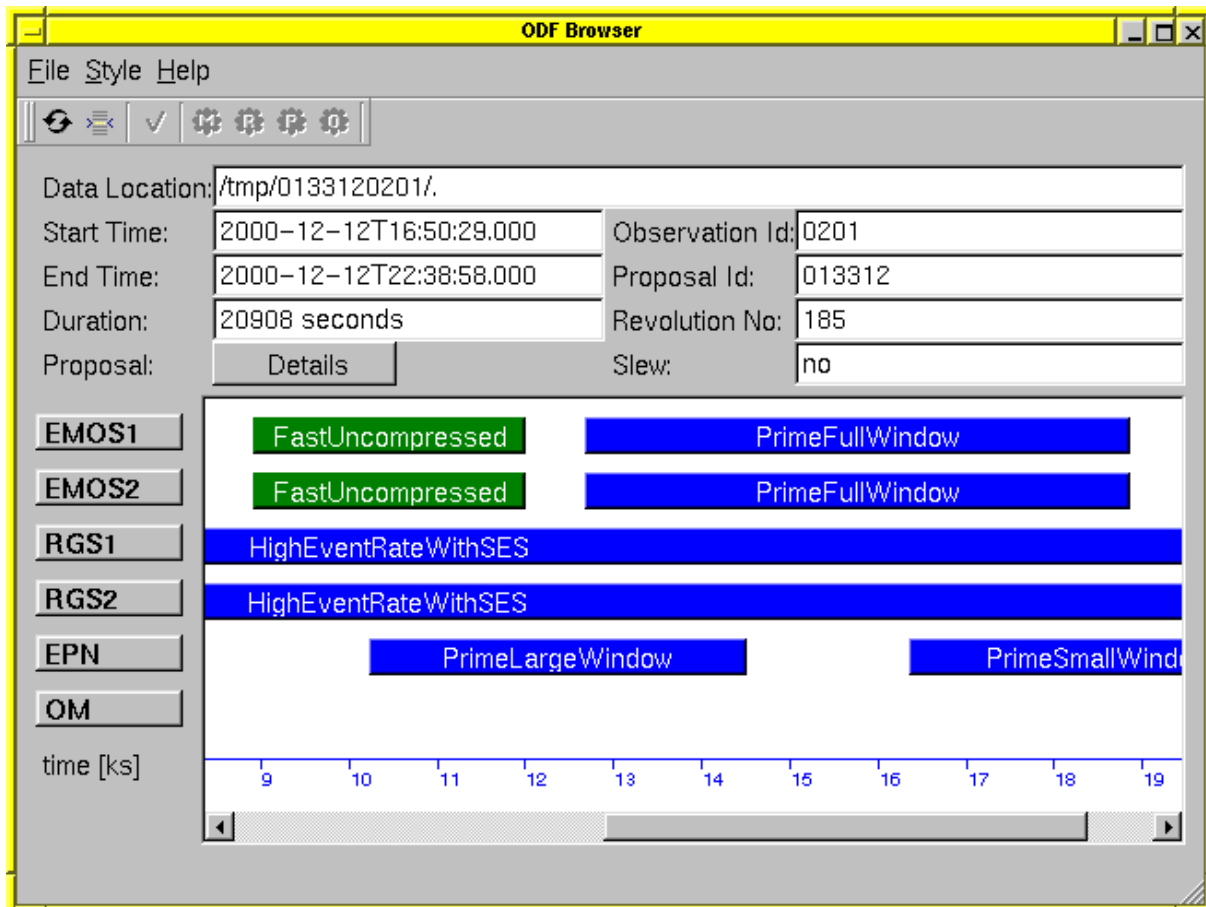 ODF Browser
File Style Help
M R P O
Data Location: /tmp/0133120201/.
Start Time: 2000-12-12T16:50:29.000 Observation Id: 0201
End Time: 2000-12-12T22:38:58.000 Proposal Id: 013312
Duration: 20908 seconds Revolution No: 185
Proposal: Details Slew: no
EMOS1 FastUncompressed PrimeFullWindow
EMOS2 FastUncompressed PrimeFullWindow
RGS1 HighEventRateWithSES
RGS2 HighEventRateWithSES
EPN PrimeLargeWindow PrimeSmallWind
OM
time [ks] 9 10 11 12 13 14 15 16 17 18 19